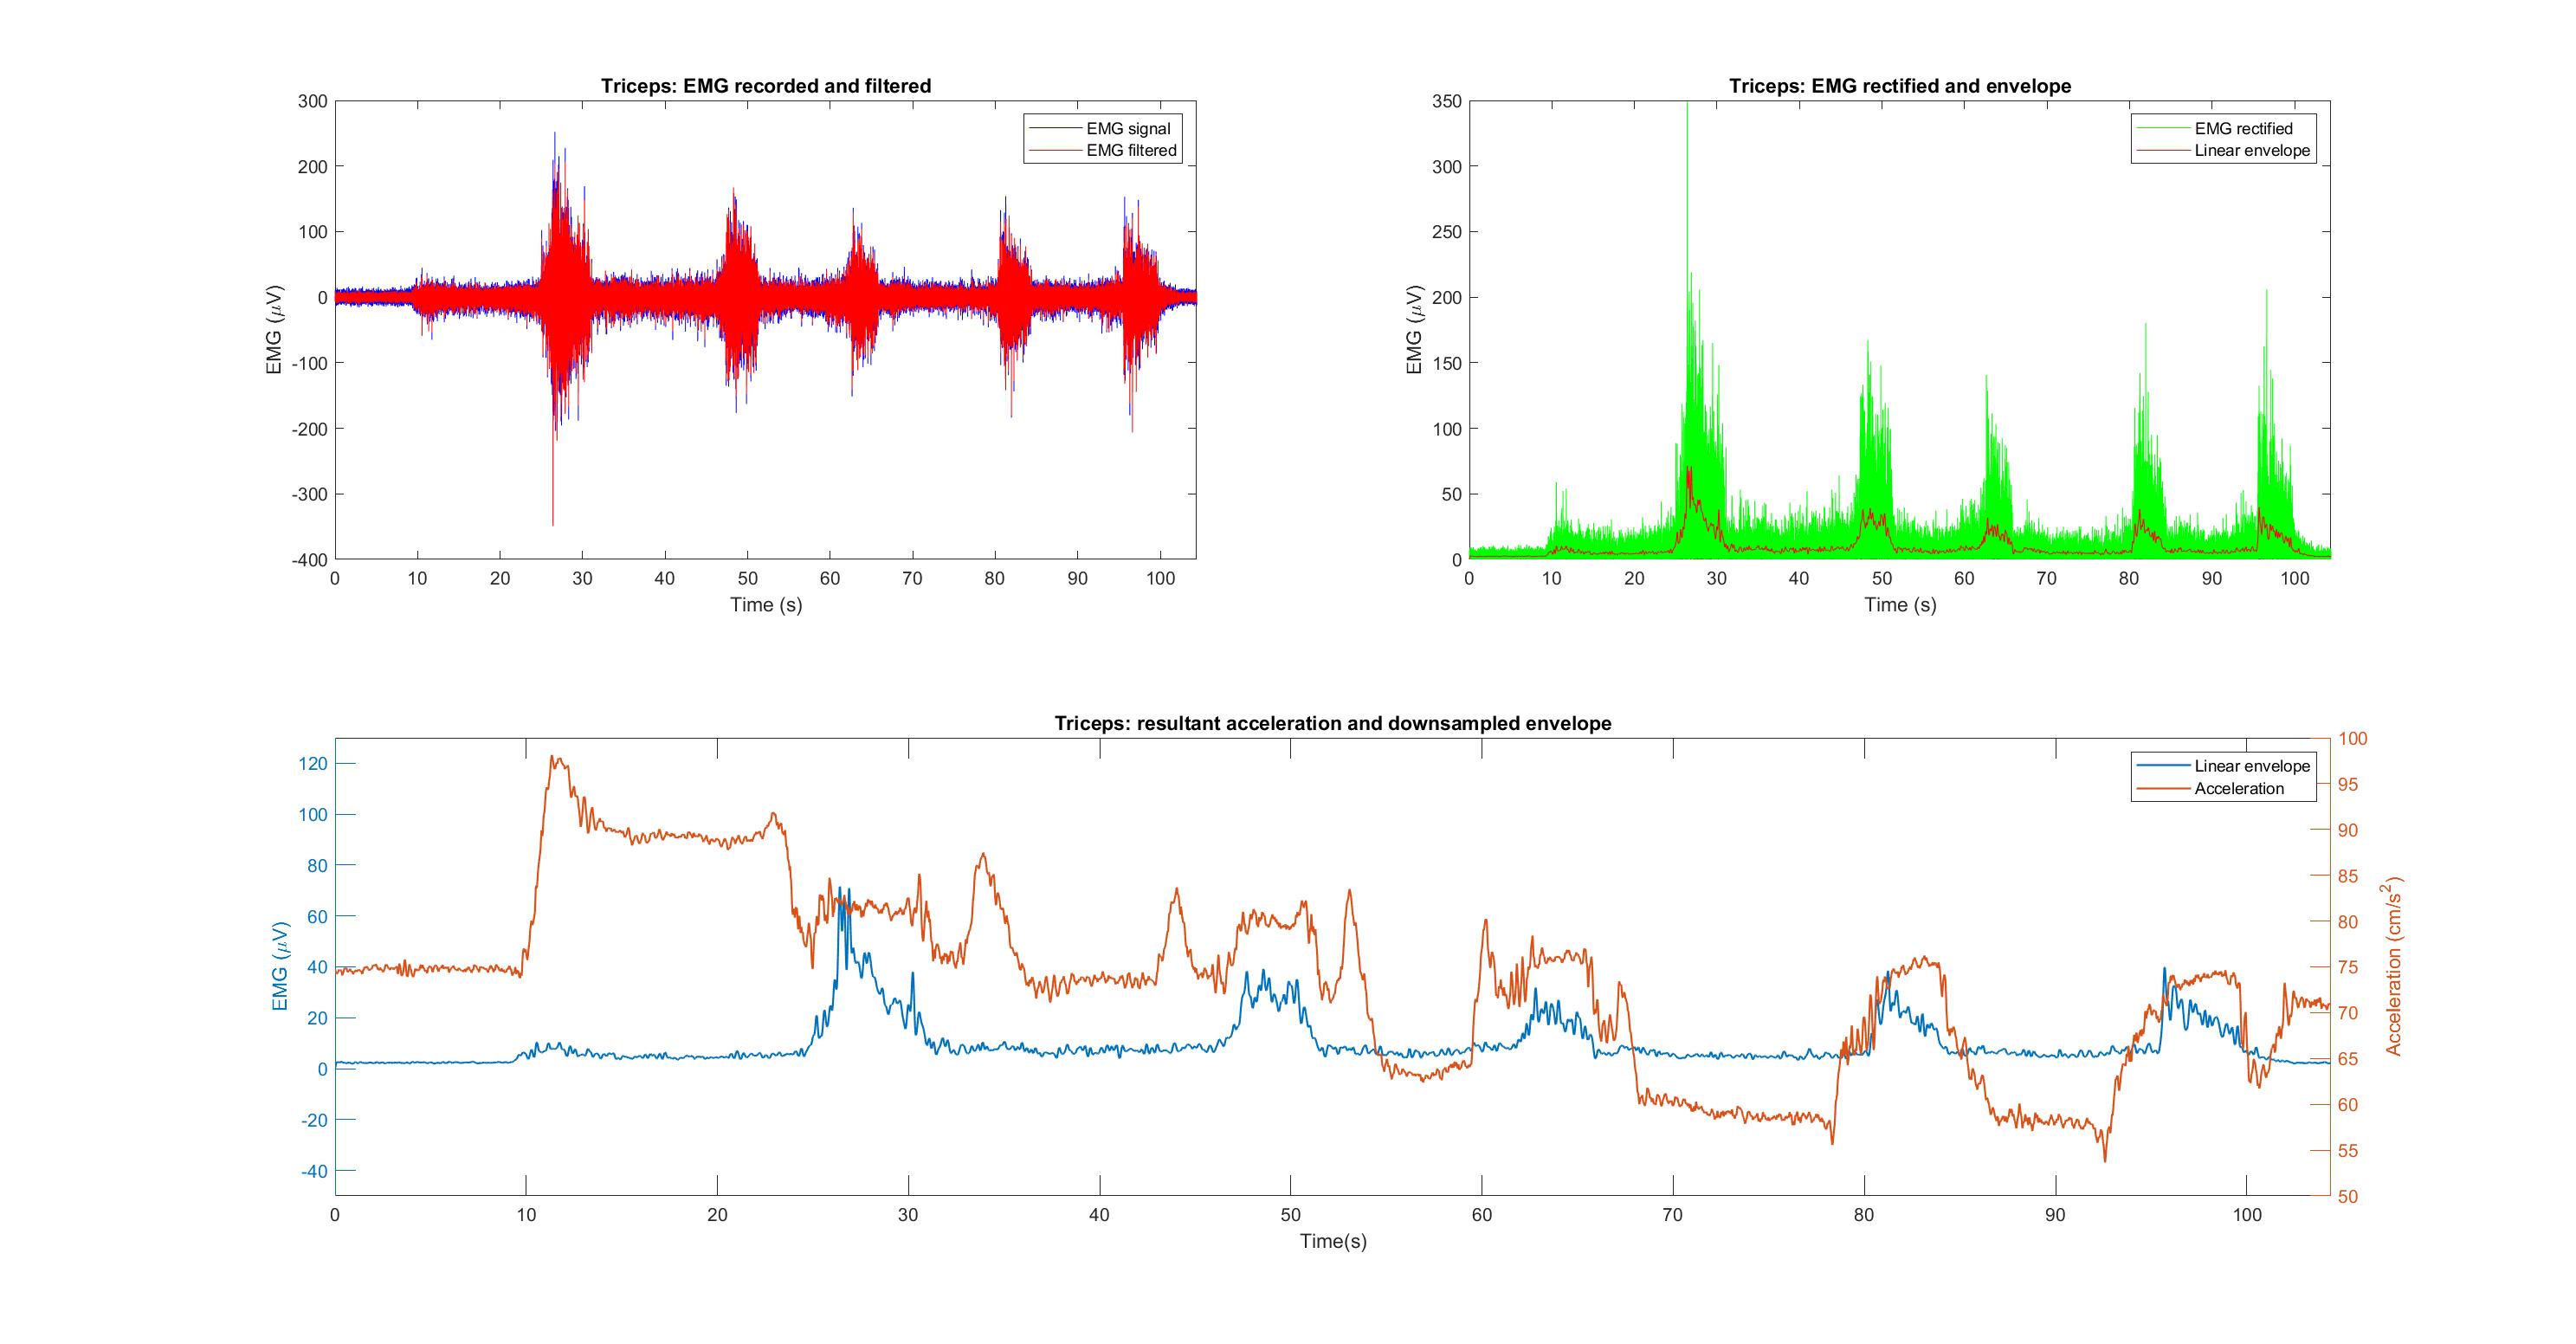 Triceps: EMG recorded and filtered
300
200
100
0
-100
-200
-300
-400
EMG (μV)
EMG signal
EMG filtered
0 10 20 30 40 50 60 70 80 90 100
Time (s)
Triceps: EMG rectified and envelope
350
300
250
200
150
100
50
0
EMG (μV)
EMG rectified
Linear envelope
0 10 20 30 40 50 60 70 80 90 100
Time (s)
Triceps: resultant acceleration and downsampled envelope
120
100
80
60
40
20
0
-20
-40
EMG (μV)
Linear envelope
Acceleration
100
95
90
85
80
75
70
65
60
55
50
Acceleration (cm/s²)
0 10 20 30 40 50 60 70 80 90 100
Time(s)